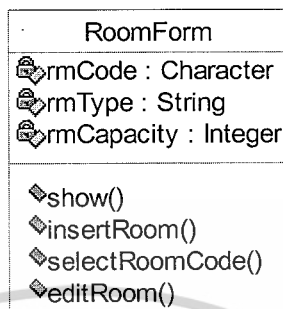 RoomForm
rmCode : Character
rmType : String
rmCapacity : Integer
show()
insertRoom()
selectRoomCode()
editRoom()